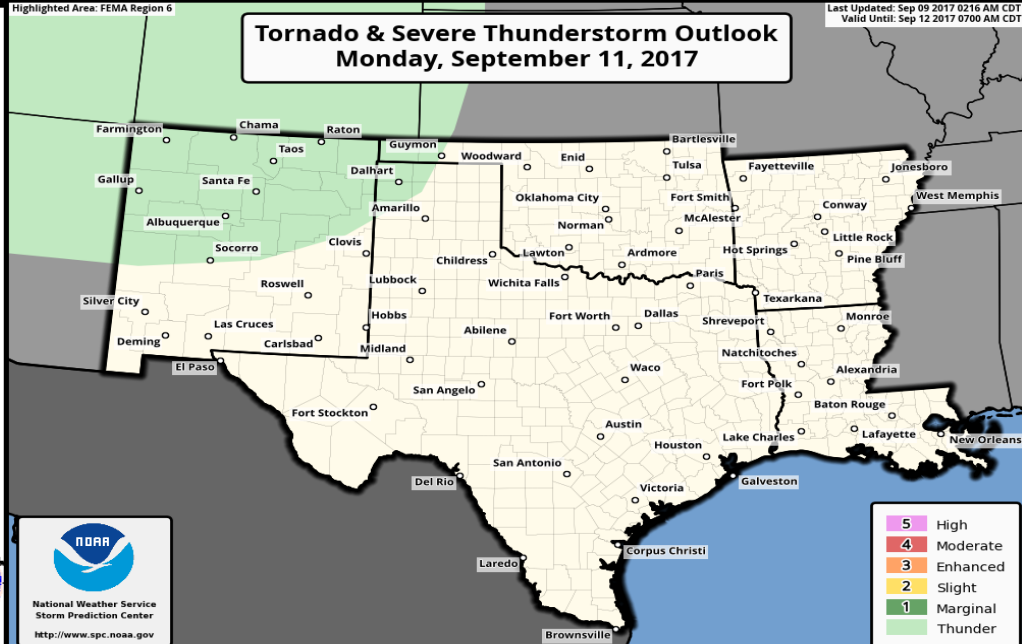 Highlighted Area: FEMA Region 6
Last Updated: Sep 09 2017 0216 AM CDT
Valid Until: Sep 12 2017 0700 AM CDT
Tornado & Severe Thunderstorm Outlook
Monday, September 11, 2017
Farmington
Chama
Raton
Taos
Guymon
Woodward
Enid
Bartlesville
Tulsa
Fayetteville
Jonesboro
Gallup
Santa Fe
Dalhart
Oklahoma City
Fort Smith
West Memphis
Albuquerque
Amarillo
Norman
McAlester
Conway
Socorro
Clovis
Childress
Lawton
Ardmore
Hot Springs
Little Rock
Pine Bluff
Roswell
Lubbock
Wichita Falls
Paris
Texarkana
Silver City
Las Cruces
Hobbs
Abilene
Fort Worth
Dallas
Shreveport
Monroe
Deming
Carlsbad
Midland
Natchitoches
El Paso
San Angelo
Waco
Fort Polk
Alexandria
Fort Stockton
Austin
Baton Rouge
Houston
Lake Charles
Lafayette
New Orleans
Del Rio
San Antonio
Victoria
Galveston
Laredo
Corpus Christi
Brownsville
NOAA
National Weather Service
Storm Prediction Center
http://www.spc.noaa.gov
5 High
4 Moderate
3 Enhanced
2 Slight
1 Marginal
Thunder